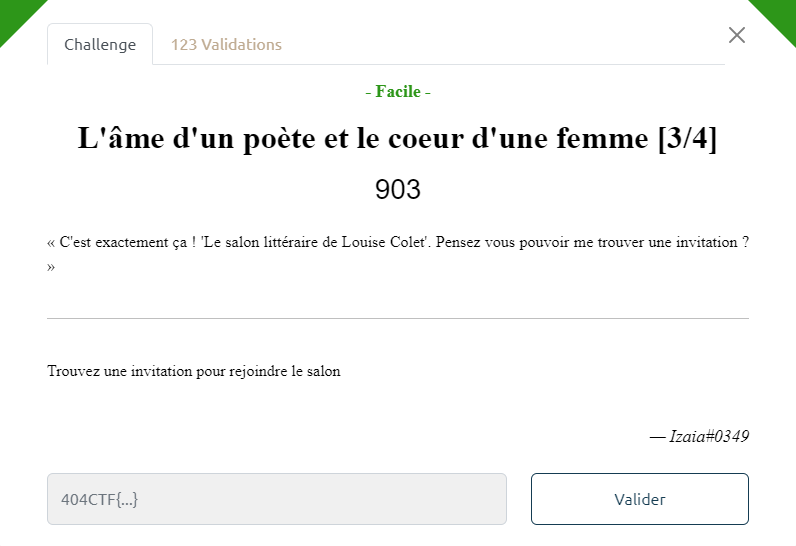 Challenge
123 Validations
- Facile -
L'âme d'un poète et le coeur d'une femme [3/4]
903
« C'est exactement ça ! 'Le salon littéraire de Louise Colet'. Pensez vous pouvoir me trouver une invitation ?
»
Trouvez une invitation pour rejoindre le salon
— Izaia#0349
404CTF{...}
Valider